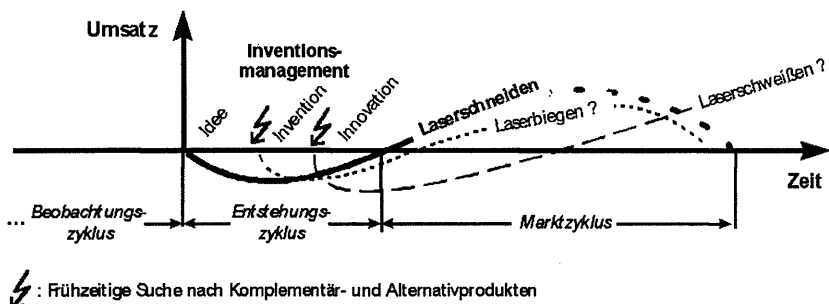 Umsatz
Inventions-
management
Idee
Invention
Innovation
Laserschneiden
Laserbiegen ?
Laserschweißen ?
Zeit
... Beobachtungs-
zyklus
Entstehungs-
zyklus
Marktzyklus
: Frühzeitige Suche nach Komplementär- und Alternativprodukten